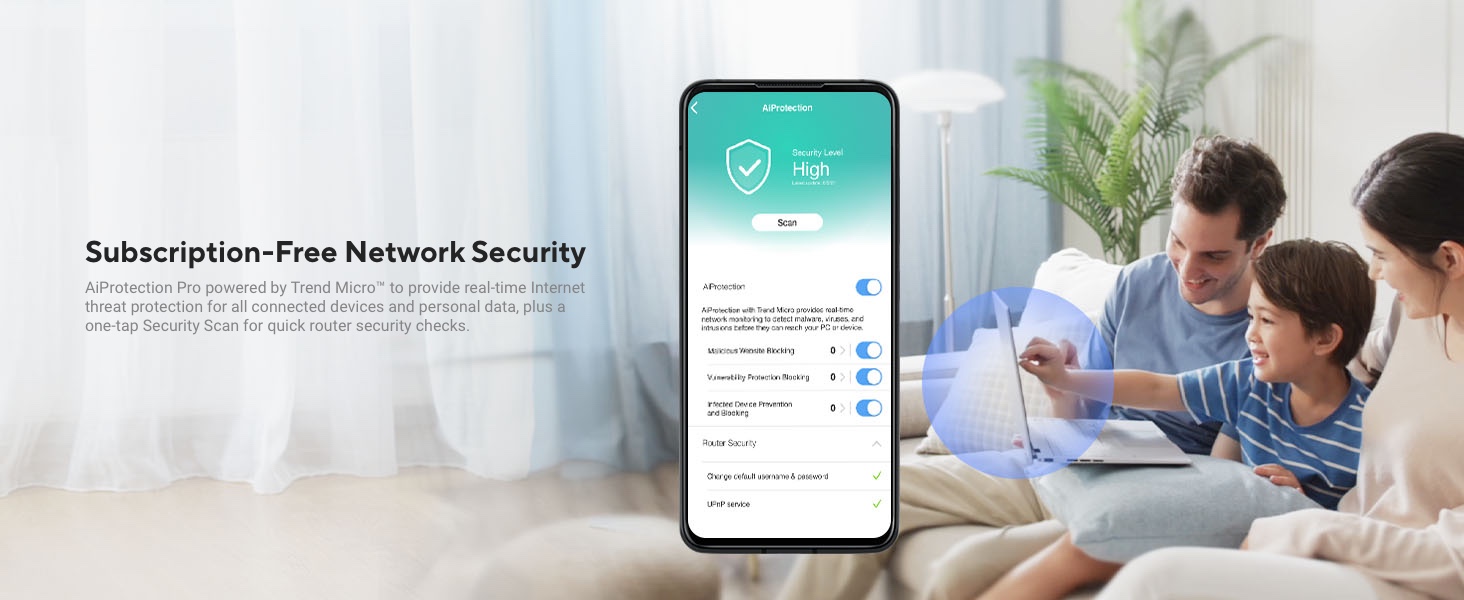 Subscription-Free Network Security
AiProtection Pro powered by Trend Micro™ to provide real-time Internet
threat protection for all connected devices and personal data, plus a
one-tap Security Scan for quick router security checks.
AiProtection
Security Level
High
Scan
AiProtection
AiProtection with Trend Micro provides real-time
network monitoring to detect malware, viruses, and
intrusions before they can reach your PC or device.
Malicious Website Blocking 0
Vulnerability Protection Blocking 0
Infected Device Prevention
and Blocking 0
Router Security
Change default username & password
UPnP service